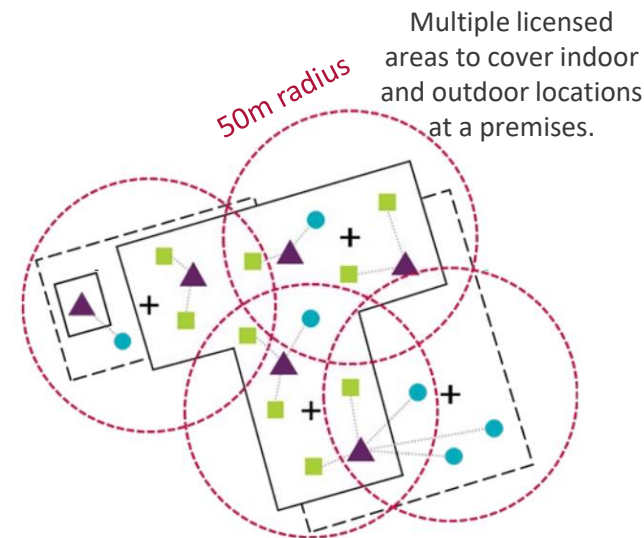 Multiple licensed
areas to cover indoor
and outdoor locations
at a premises.
50m radius